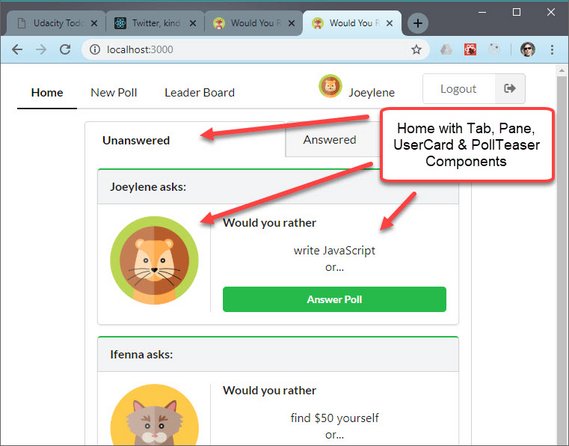 Udacity Todo
Twitter, kind
Would You R
Would You R
localhost:3000
Home
New Poll
Leader Board
Joeylene
Logout
Unanswered
Answered
Home with Tab, Pane,
UserCard & PollTeaser
Components
Joeylene asks:
Would you rather
write JavaScript
or...
Answer Poll
Ifenna asks:
Would you rather
find $50 yourself
or...